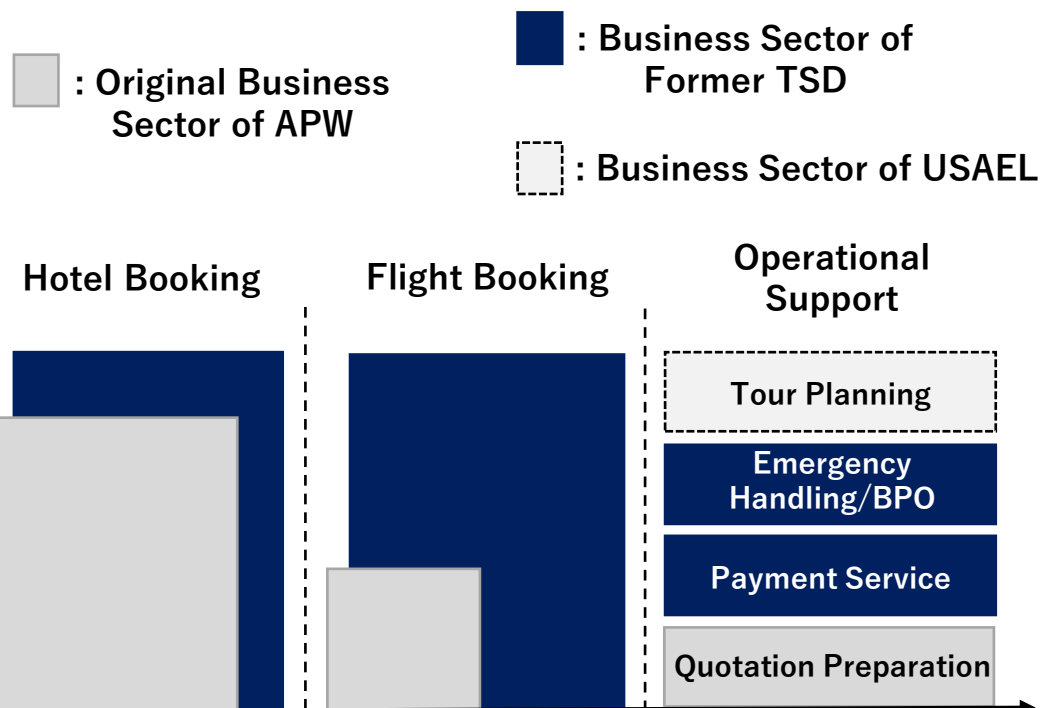 : Original Business
Sector of APW
: Business Sector of
Former TSD
: Business Sector of USAEL
Hotel Booking
Flight Booking
Operational
Support
Tour Planning
Emergency
Handling/BPO
Payment Service
Quotation Preparation